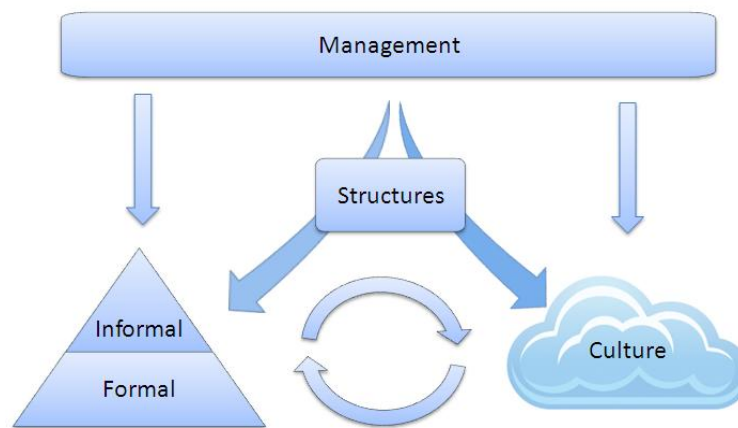 Management
Structures
Informal
Culture
Formal